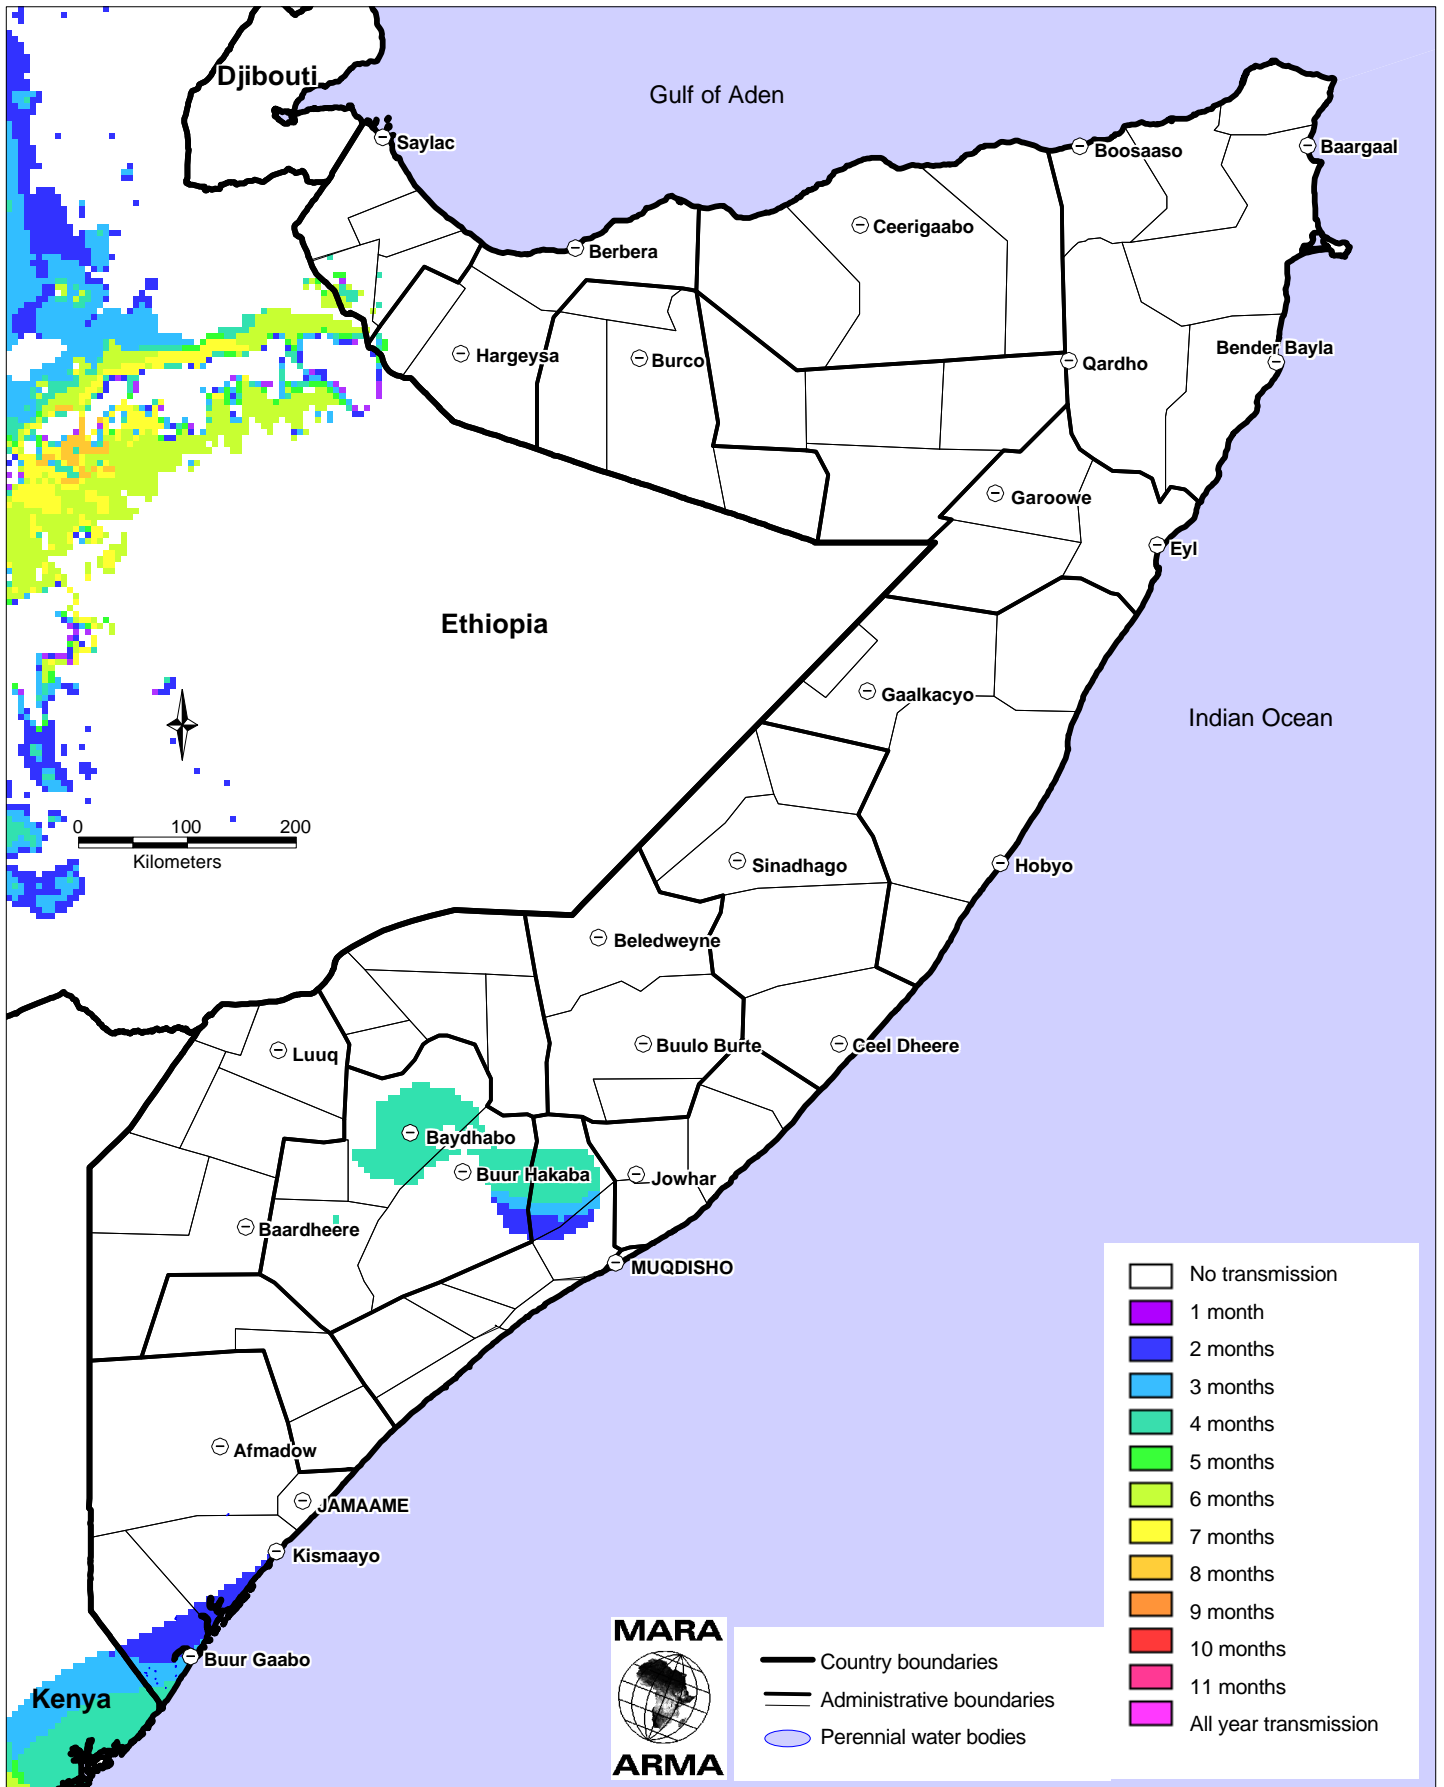 Djibouti
Gulf of Aden
Saylac
Boosaaso
Baargaal
Ceerigaabo
Berbera
Hargeysa
Burco
Bender Bayla
Qardho
Garoowe
Eyl
Ethiopia
Gaalkacyo
Indian Ocean
0 100 200
Kilometers
Sinadhago
Hobyo
Beledweyne
Luuq
Buulo Burte
Ceel Dheere
Baydhabo
Buur Hakaba
Jowhar
Baardheere
MUQDISHO
Afmadow
JAMAAME
Kismaayo
Buur Gaabo
Kenya
No transmission
1 month
2 months
3 months
4 months
5 months
6 months
7 months
8 months
9 months
10 months
11 months
All year transmission
MARA
ARMA
Country boundaries
Administrative boundaries
Perennial water bodies